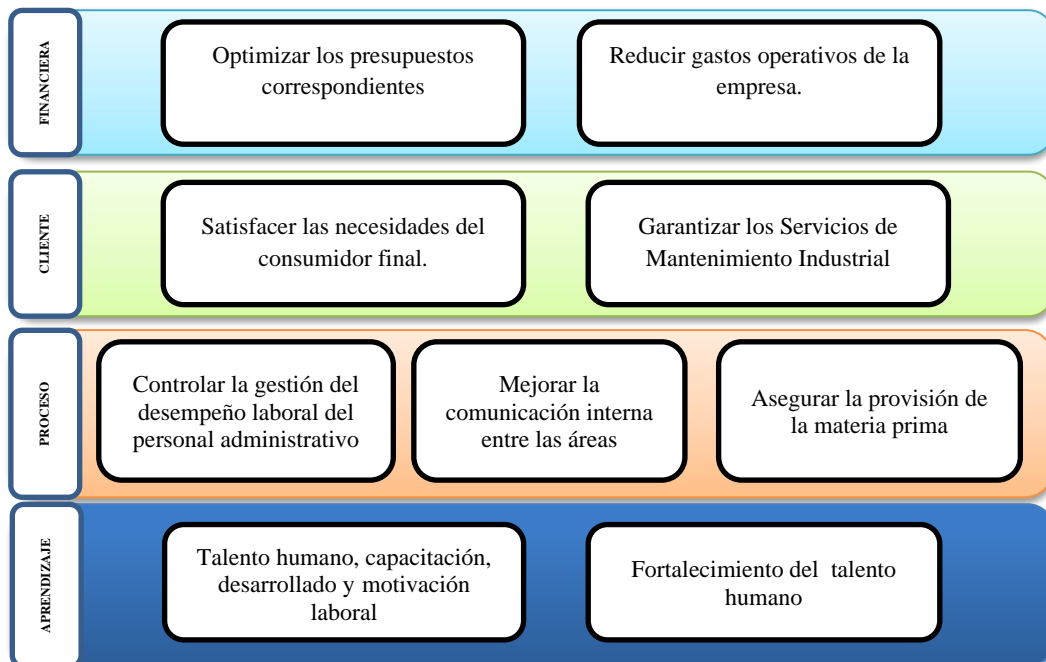 FINANCIERA
Optimizar los presupuestos
correspondientes
Reducir gastos operativos de la
empresa.
CLIENTE
Satisfacer las necesidades del
consumidor final.
Garantizar los Servicios de
Mantenimiento Industrial
PROCESO
Controlar la gestión del
desempeño laboral del
personal administrativo
Mejorar la
comunicación interna
entre las áreas
Asegurar la provisión de
la materia prima
APRENDIZAJE
Talento humano, capacitación,
desarrollado y motivación
laboral
Fortalecimiento del talento
humano